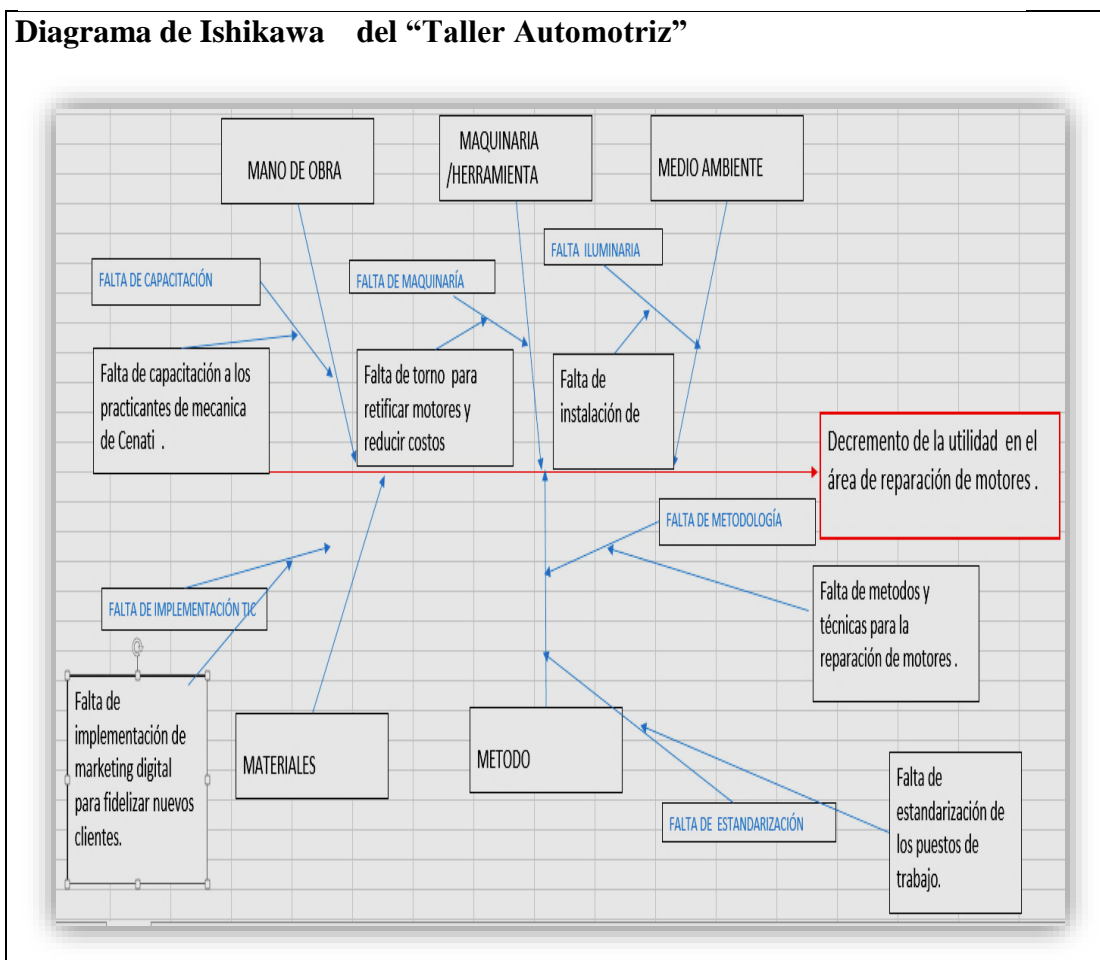 Diagrama de Ishikawa del “Taller Automotriz”
MANO DE OBRA
MAQUINARIA
/HERRAMIENTA
MEDIO AMBIENTE
FALTA ILUMINARIA
FALTA DE CAPACITACIÓN
FALTA DE MAQUINARÍA
Falta de capacitación a los
practicantes de mecanica
de Cenati .
Falta de torno para
retificar motores y
reducir costos
Falta de
instalación de
Decremento de la utilidad en el
área de reparación de motores .
FALTA DE METODOLOGÍA
Falta de metodos y
técnicas para la
reparación de motores .
FALTA DE IMPLEMENTACIÓN TIC
Falta de
implementación de
marketing digital
para fidelizar nuevos
clientes.
MATERIALES
METODO
FALTA DE ESTANDARIZACIÓN
Falta de
estandarización de
los puestos de
trabajo.